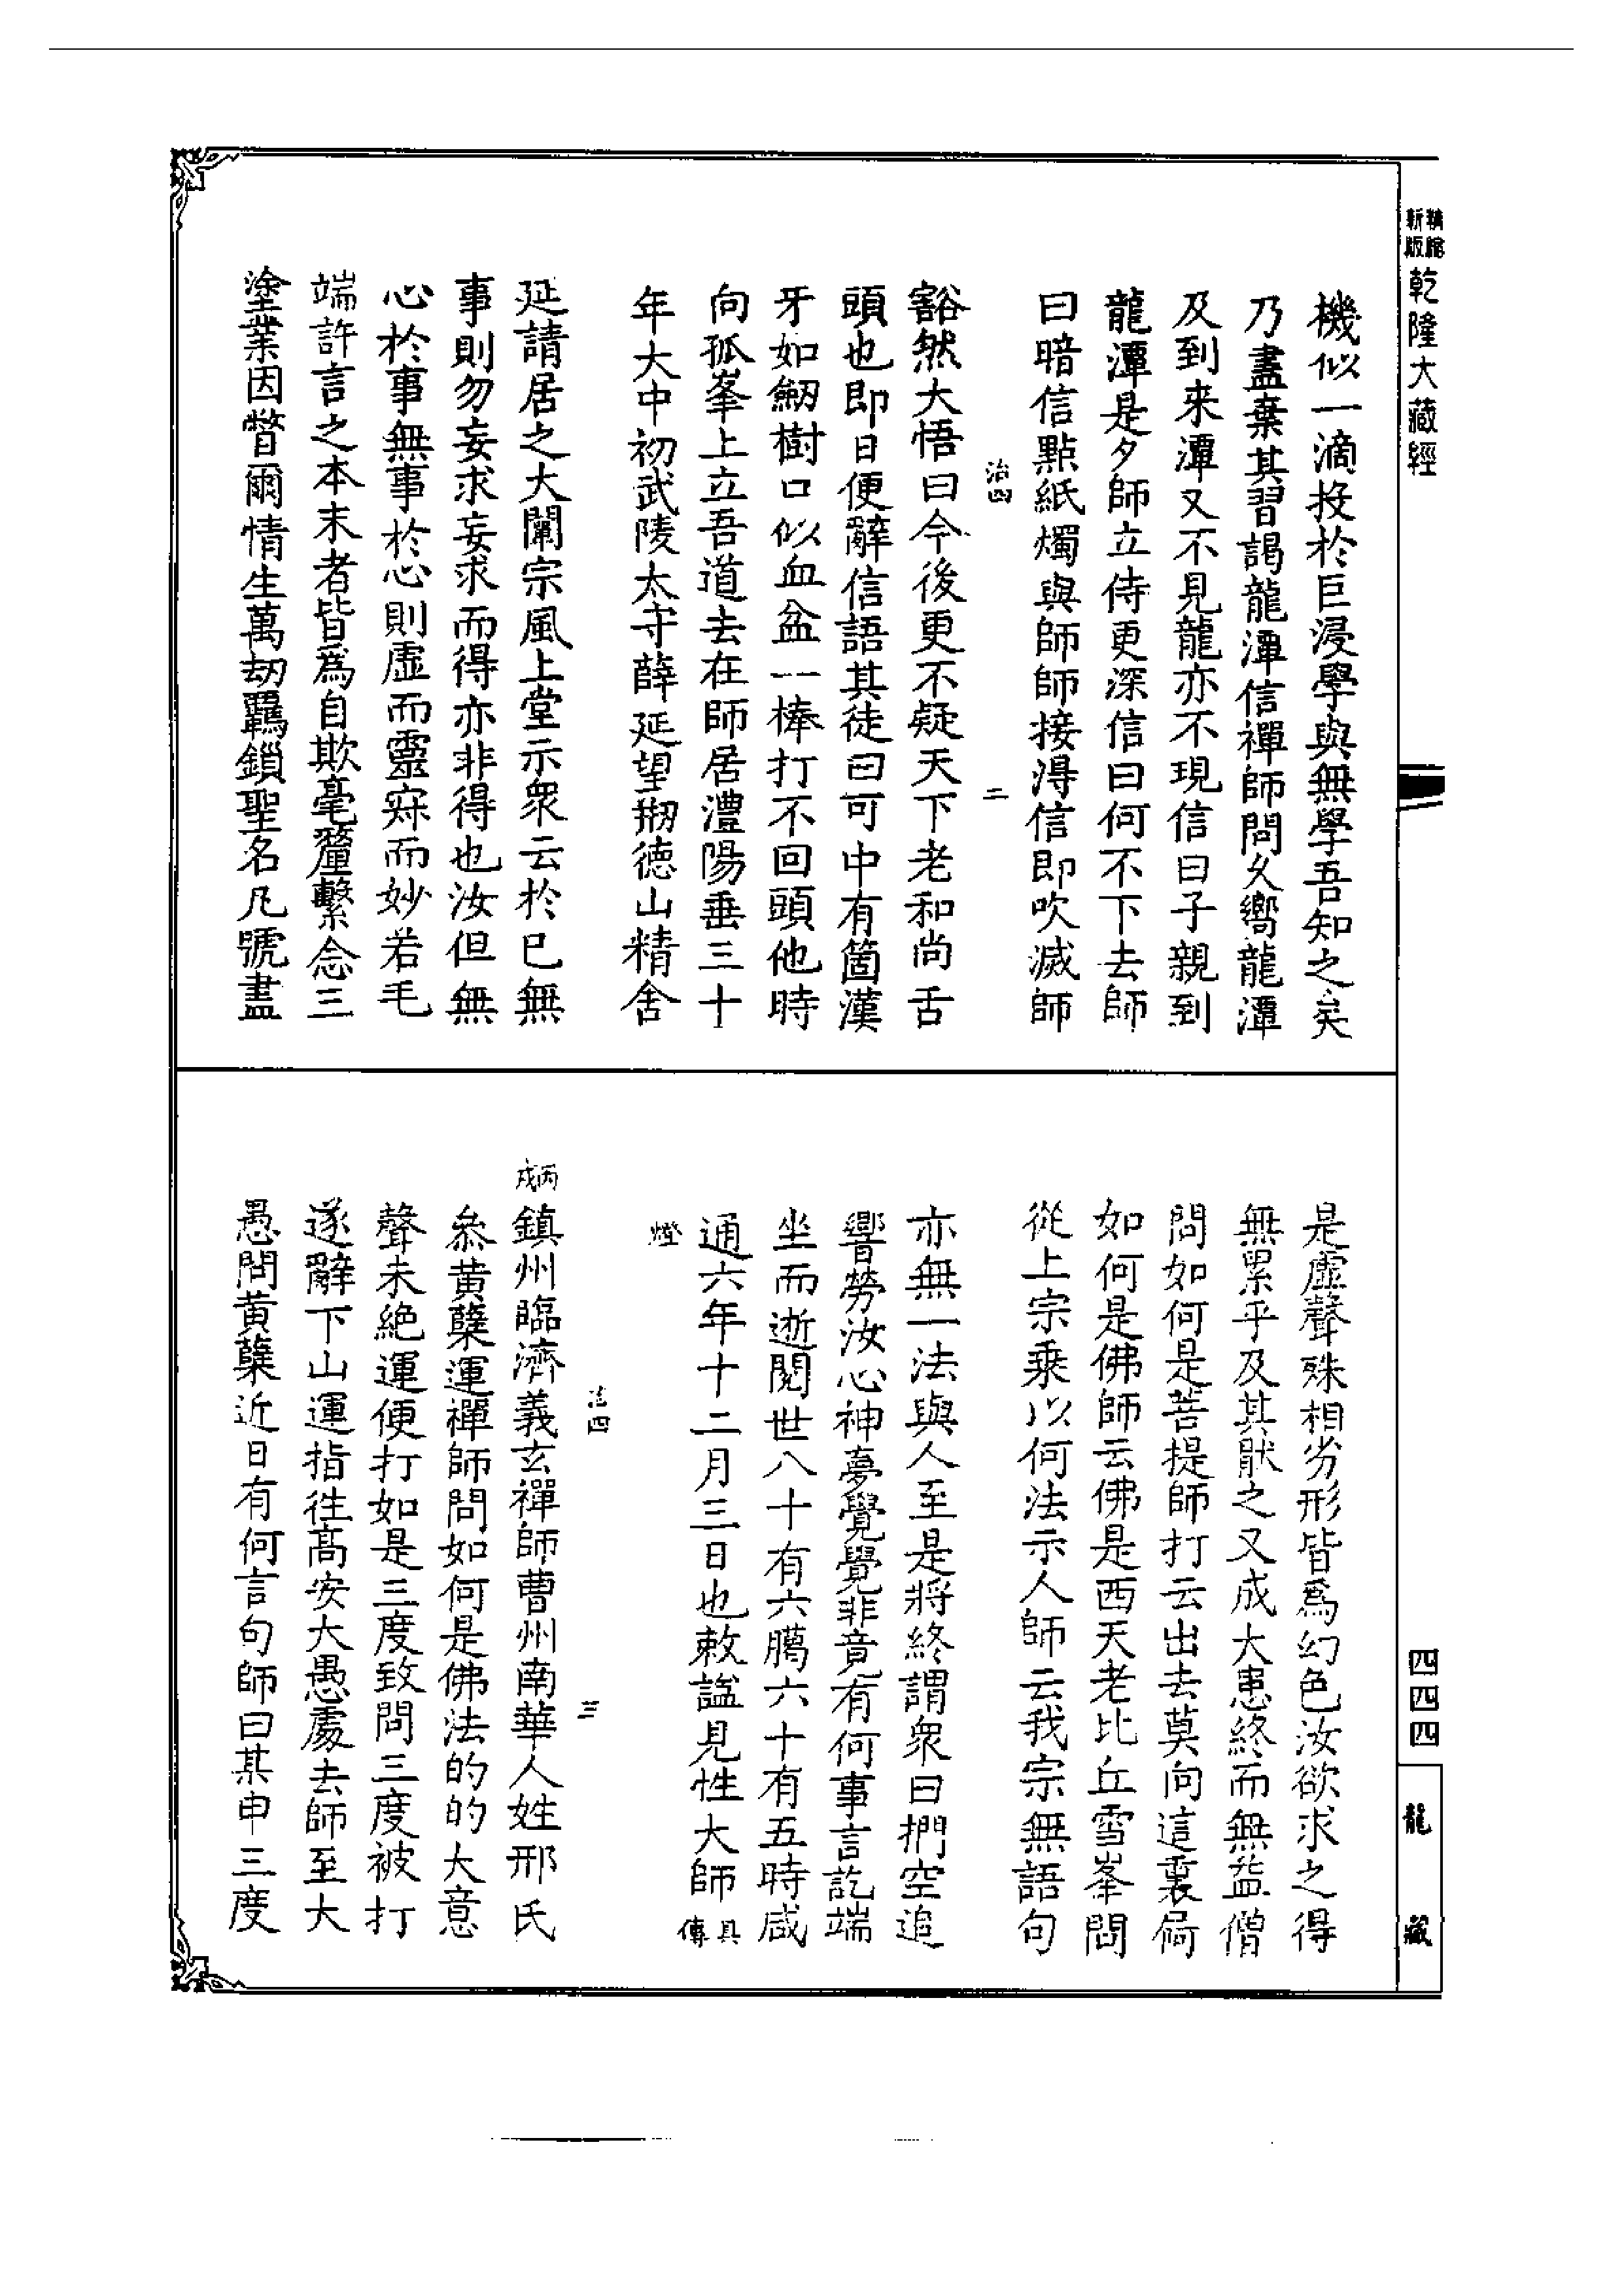 新版
乾隆大藏經
機似一滴投於巨浸學與無學吾知之矣
乃盡棄其習謁龍潭信禪師問久嚮龍潭
及到來潭又不見龍亦不現信曰子親到
龍潭是夕師立侍更深信曰何不下去師
曰暗信點紙燭與師師接得信即吹滅師
治四
二
豁然大悟曰今後更不疑天下老和尚舌
頭也即日便辭信語其徒曰可中有箇漢
牙如劒樹口似血盆一棒打不回頭他時
向孤峯上立吾道去在師居澧陽垂三十
年大中初武陵太守薛延望剏德山精舍
延請居之大闡宗風上堂示衆云於已無
事則勿妄求妄求而得亦非得也汝但無
心於事無事於心則虛而靈寂而妙若毛
端許言之本末者皆爲自欺毫釐繫念三
塗業因瞥爾情生萬劫羈鎖聖名凡號盡
是虛聲殊相劣形皆爲幻色汝欲求之得
無累乎及其猒之又成大患終而無益僧
問如何是菩提師打云出去莫向這裏屙
如何是佛師云佛是西天老比丘雪峯問
從上宗乘以何法示人師云我宗無語句
亦無一法與人至是將終謂衆曰捫空追
響勞汝心神夢覺覺非竟有何事言訖端
坐而逝閱世八十有六臈六十有五時咸
通六年十二月三日也敕諡見性大師具傳
燈
治四
三
丙戌
鎮州臨濟義玄禪師曹州南華人姓邢氏
叅黄蘗運禪師問如何是佛法的的大意
聲未絶運便打如是三度致問三度被打
遂辭下山運指往高安大愚處去師至大
愚問黄蘗近日有何言句師曰某申三度
四四四
龍藏